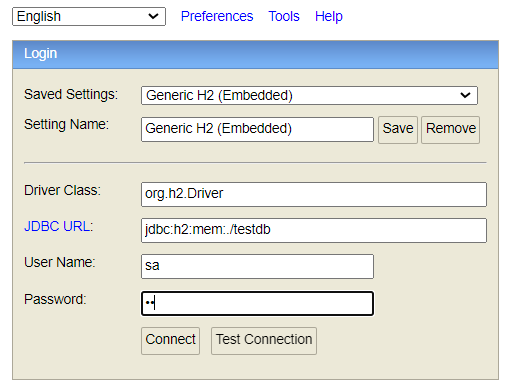 English Preferences Tools Help
Login
Saved Settings: Generic H2 (Embedded)
Setting Name: Generic H2 (Embedded) Save Remove
Driver Class: org.h2.Driver
JDBC URL: jdbc:h2:mem:./testdb
User Name: sa
Password: ••
Connect Test Connection